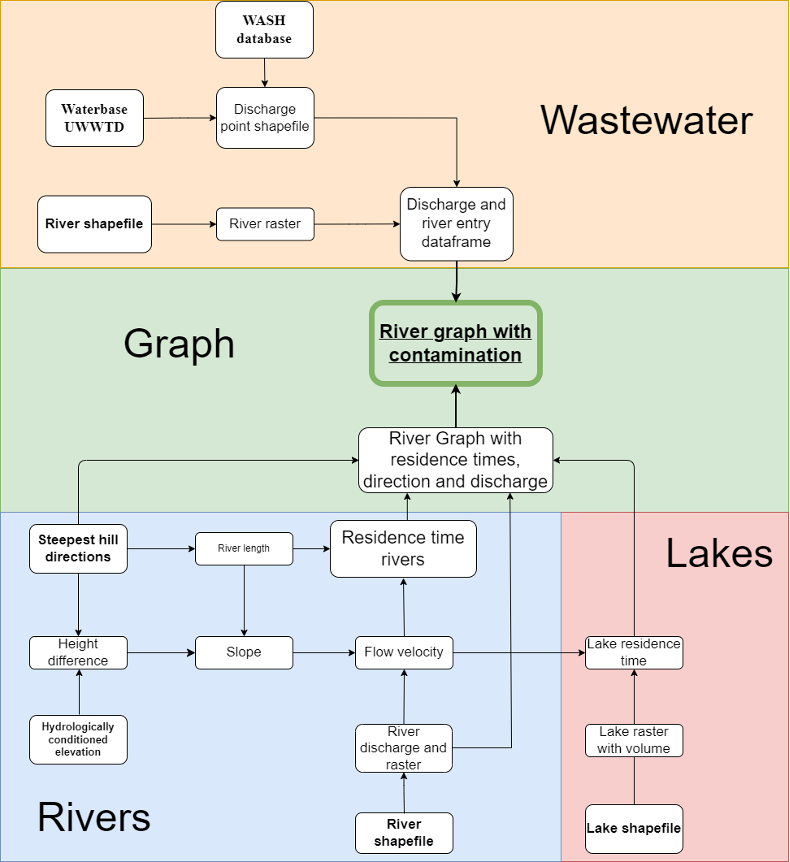 WASH
database
Waterbase
UWWTD
Discharge
point shapefile
Wastewater
River shapefile
River raster
Discharge and
river entry
dataframe
Graph
River graph with
contamination
River Graph with
residence times,
direction and discharge
Steepest hill
directions
River length
Residence time
rivers
Lakes
Height
difference
Slope
Flow velocity
Lake residence
time
Hydrologically
conditioned
elevation
River
discharge and
raster
Lake raster
with volume
Rivers
River
shapefile
Lake shapefile